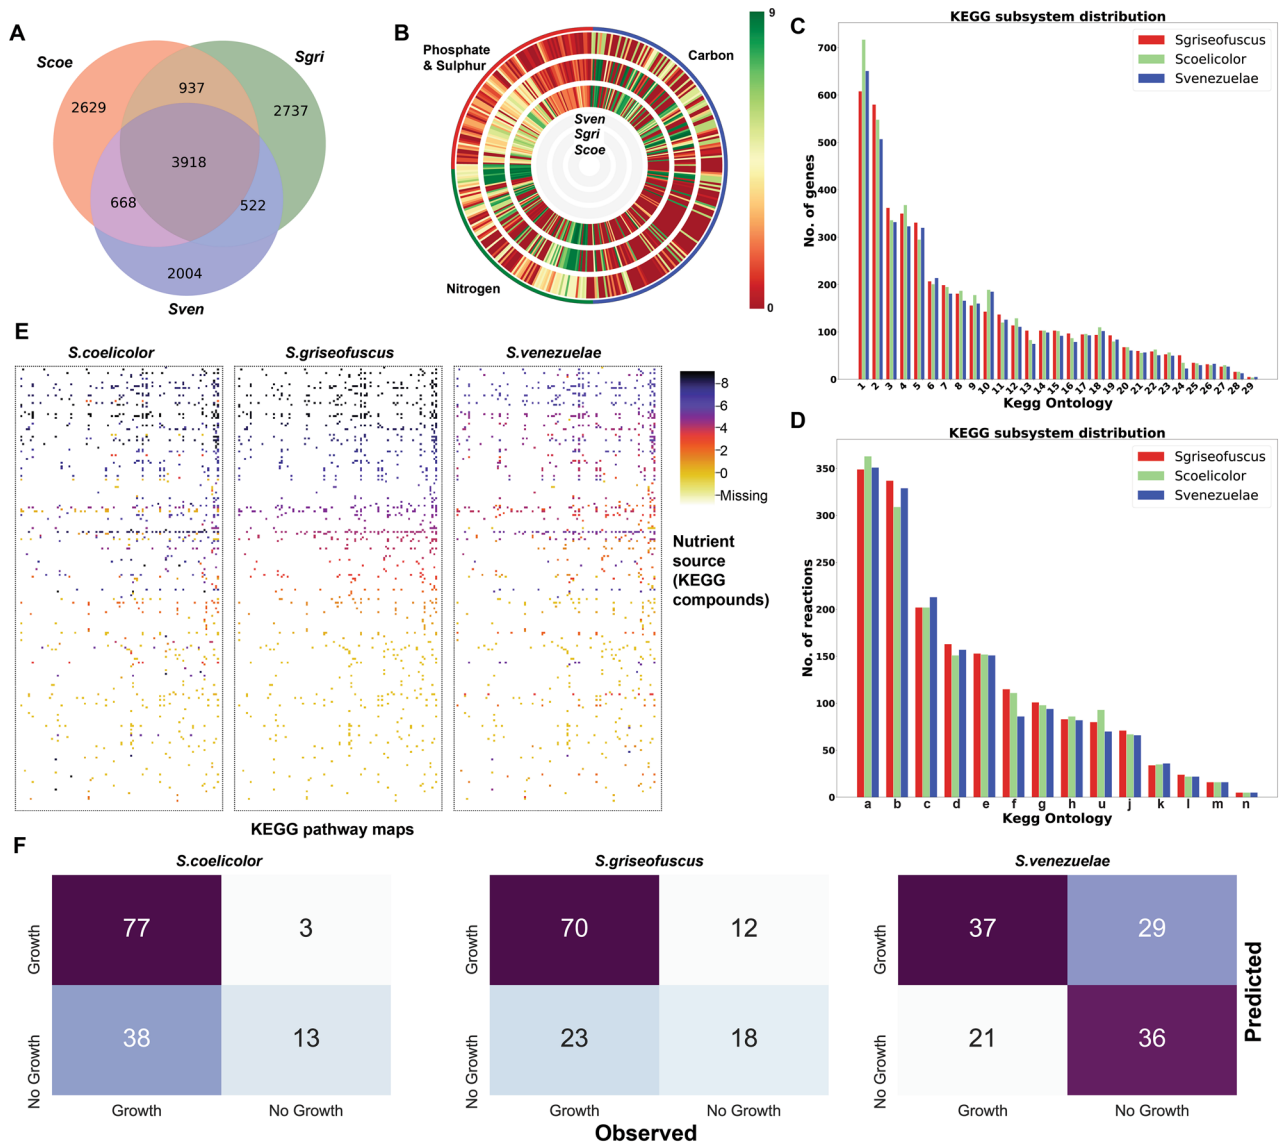 A
Scoe
Sgri
937
2629
2737
3918
668
522
2004
Sven
B
Phosphate
& Sulphur
Carbon
Sven
Sgri
Scoe
Nitrogen
9
0
C
KEGG subsystem distribution
Sgriseofuscus
Scoelicolor
Svenezuelae
No. of genes
700
600
500
400
300
200
100
0
1 2 3 4 5 6 7 8 9 10 11 12 13 14 15 16 17 18 19 20 21 22 23 24 25 26 27 28 29
Kegg Ontology
D
KEGG subsystem distribution
Sgriseofuscus
Scoelicolor
Svenezuelae
No. of reactions
350
300
250
200
150
100
50
0
a b c d e f g h u j k l m n
Kegg Ontology
E
S.coelicolor S.griseofuscus S.venezuelae
8
6
4
2
0
Missing
Nutrient
source
(KEGG
compounds)
KEGG pathway maps
F
S.coelicolor
Growth
77 3
No Growth
38 13
Growth No Growth
S.griseofuscus
Growth
70 12
No Growth
23 18
Growth No Growth
S.venezuelae
Growth
37 29
No Growth
21 36
Growth No Growth
Predicted
Observed